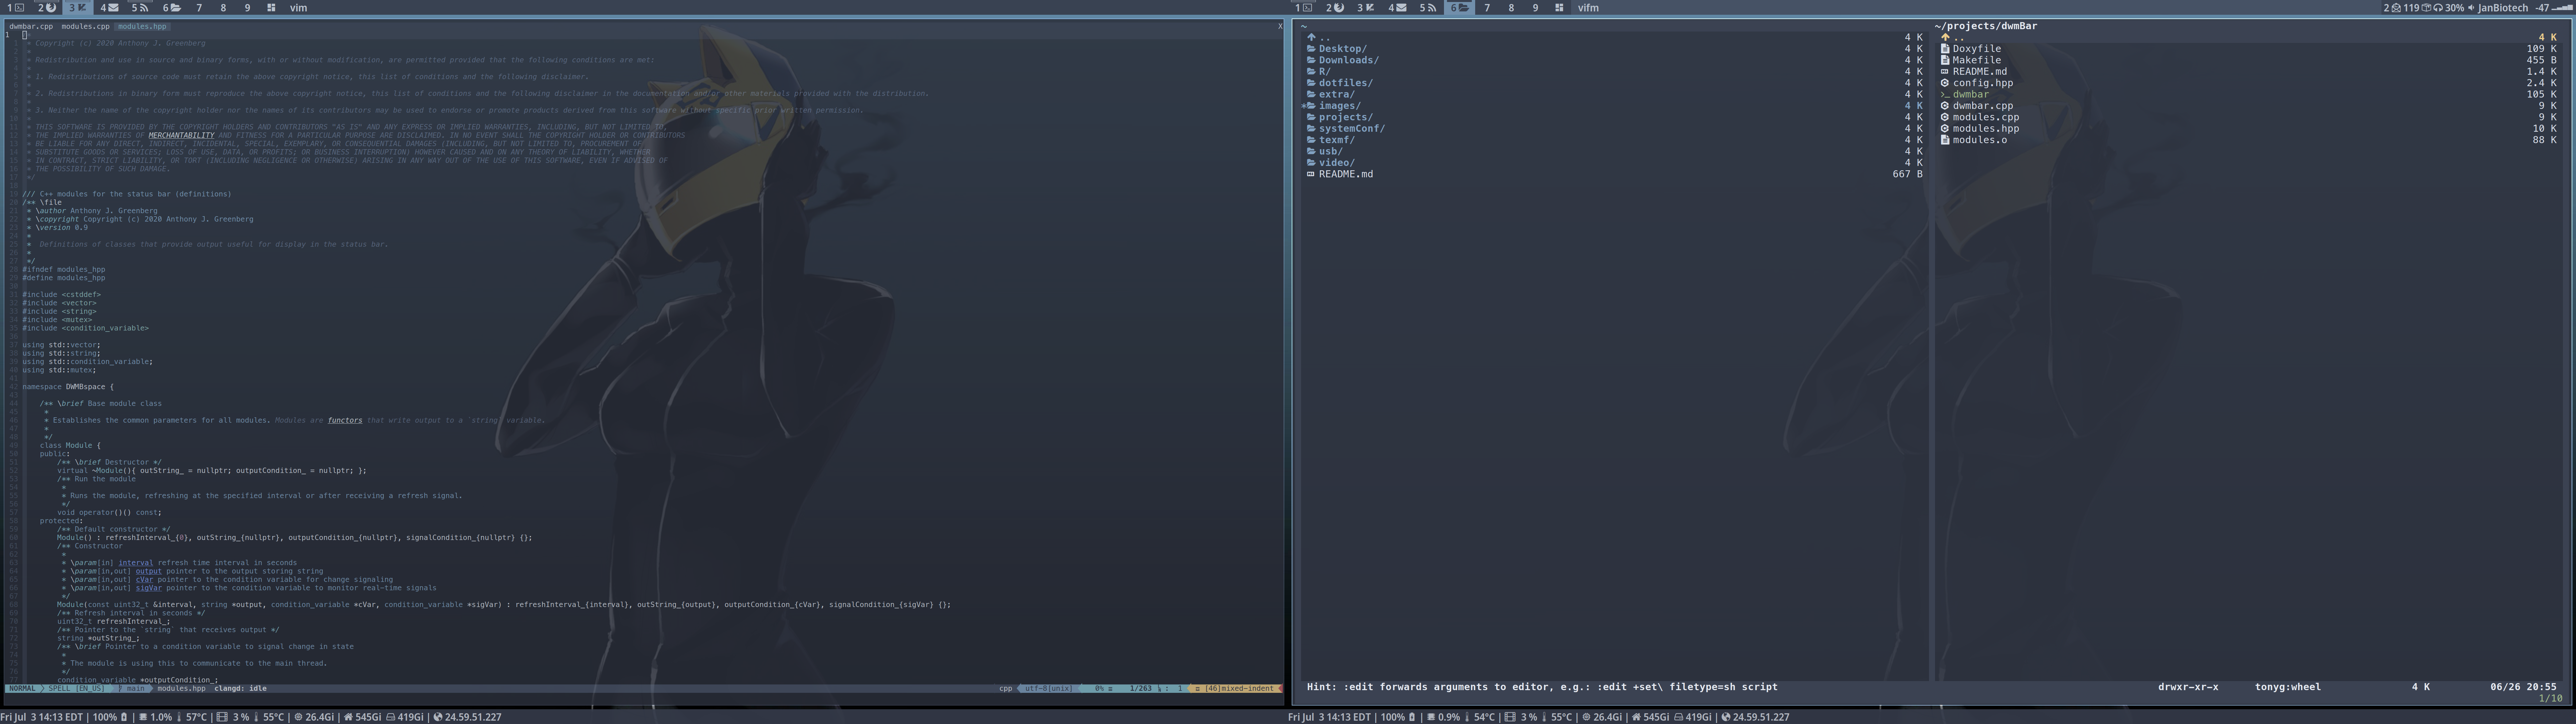 1 2 3 4 5 6 7 8 9 vim
dwmbar.cpp modules.cpp modules.hpp X
* Copyright (c) 2020 Anthony J. Greenberg
*
* Redistribution and use in source and binary forms, with or without modification, are permitted provided that the following conditions are met:
*
* 1. Redistributions of source code must retain the above copyright notice, this list of conditions and the following disclaimer.
*
* 2. Redistributions in binary form must reproduce the above copyright notice, this list of conditions and the following disclaimer in the documentation and/or other materials provided with the distribution.
*
* 3. Neither the name of the copyright holder nor the names of its contributors may be used to endorse or promote products derived from this software without specific prior written permission.
*
* THIS SOFTWARE IS PROVIDED BY THE COPYRIGHT HOLDERS AND CONTRIBUTORS "AS IS" AND ANY EXPRESS OR IMPLIED WARRANTIES, INCLUDING, BUT NOT LIMITED TO,
* THE IMPLIED WARRANTIES OF MERCHANTABILITY AND FITNESS FOR A PARTICULAR PURPOSE ARE DISCLAIMED. IN NO EVENT SHALL THE COPYRIGHT HOLDER OR CONTRIBUTORS
* BE LIABLE FOR ANY DIRECT, INDIRECT, INCIDENTAL, SPECIAL, EXEMPLARY, OR CONSEQUENTIAL DAMAGES (INCLUDING, BUT NOT LIMITED TO, PROCUREMENT OF
* SUBSTITUTE GOODS OR SERVICES; LOSS OF USE, DATA, OR PROFITS; OR BUSINESS INTERRUPTION) HOWEVER CAUSED AND ON ANY THEORY OF LIABILITY, WHETHER
* IN CONTRACT, STRICT LIABILITY, OR TORT (INCLUDING NEGLIGENCE OR OTHERWISE) ARISING IN ANY WAY OUT OF THE USE OF THIS SOFTWARE, EVEN IF ADVISED OF
* THE POSSIBILITY OF SUCH DAMAGE.
*/
/// C++ modules for the status bar (definitions)
/** \file
* \author Anthony J. Greenberg
* \copyright Copyright (c) 2020 Anthony J. Greenberg
* \version 0.9
*
* Definitions of classes that provide output useful for display in the status bar.
*
*
*/
#ifndef modules_hpp
#define modules_hpp
#include <cstddef>
#include <vector>
#include <string>
#include <mutex>
#include <condition_variable>
using std::vector;
using std::string;
using std::condition_variable;
using std::mutex;
namespace DWMBspace {
/** \brief Base module class
*
* Establishes the common parameters for all modules. Modules are functors that write output to a `string` variable.
*
*/
class Module {
public:
/** \brief Destructor */
virtual ~Module(){ outString_ = nullptr; outputCondition_ = nullptr; };
/** Run the module
*
* Runs the module, refreshing at the specified interval or after receiving a refresh signal.
*/
void operator()() const;
protected:
/** Default constructor */
Module() : refreshInterval_{0}, outString_{nullptr}, outputCondition_{nullptr}, signalCondition_{nullptr} {};
/** Constructor
*
* \param[in] interval refresh time interval in seconds
* \param[in,out] output pointer to the output storing string
* \param[in,out] cVar pointer to the condition variable for change signaling
* \param[in,out] sigVar pointer to the condition variable to monitor real-time signals
*/
Module(const uint32_t &interval, string *output, condition_variable *cVar, condition_variable *sigVar) : refreshInterval_{interval}, outString_{output}, outputCondition_{cVar}, signalCondition_{sigVar} {};
/** Refresh interval in seconds */
uint32_t refreshInterval_;
/** Pointer to the `string` that receives output */
string *outString_;
/** \brief Pointer to a condition variable to signal change in state
*
* The module is using this to communicate to the main thread.
*/
condition_variable *outputCondition_;
NORMAL SPELL [EN_US] main modules.hpp clangd: idle cpp utf-8[unix] 0% 1/263 : 1 [46]mixed-indent
Fri Jul 3 14:13 EDT | 100% | 1.0% 57°C | 3 % 55°C | 26.4Gi | 545Gi 419Gi | 24.59.51.227
1 2 3 4 5 6 7 8 9 vifm 2 119 30% JanBiotech -47
~
.. 4 K
Desktop/ 4 K
Downloads/ 4 K
R/ 4 K
dotfiles/ 4 K
extra/ 4 K
*images/ 4 K
projects/ 4 K
systemConf/ 4 K
texmf/ 4 K
usb/ 4 K
video/ 4 K
README.md 667 B
~/projects/dwmBar
.. 4 K
Doxyfile 109 K
Makefile 455 B
README.md 1.4 K
config.hpp 2.4 K
dwmbar 105 K
dwmbar.cpp 9 K
modules.cpp 9 K
modules.hpp 10 K
modules.o 88 K
Hint: :edit forwards arguments to editor, e.g.: :edit +set\ filetype=sh script drwxr-xr-x tonyg:wheel 4 K 06/26 20:55
1/10
Fri Jul 3 14:13 EDT | 100% | 0.9% 54°C | 3 % 55°C | 26.4Gi | 545Gi 419Gi | 24.59.51.227